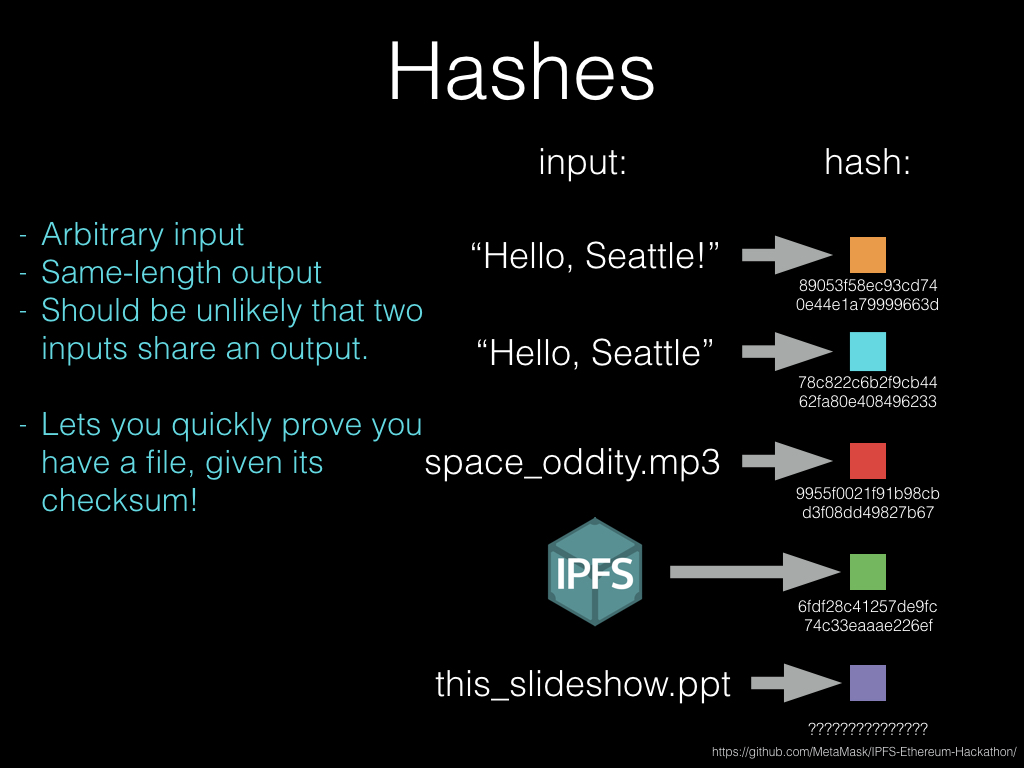 Hashes
input:
hash:
- Arbitrary input
- Same-length output
- Should be unlikely that two
inputs share an output.
- Lets you quickly prove you
have a file, given its
checksum!
“Hello, Seattle!”
89053f58ec93cd74
0e44e1a79999663d
“Hello, Seattle”
78c822c6b2f9cb44
62fa80e408496233
space_oddity.mp3
9955f0021f91b98cb
d3f08dd49827b67
IPFS
6fdf28c41257de9fc
74c33eaaae226ef
this_slideshow.ppt
???????????????
https://github.com/MetaMask/IPFS-Ethereum-Hackathon/